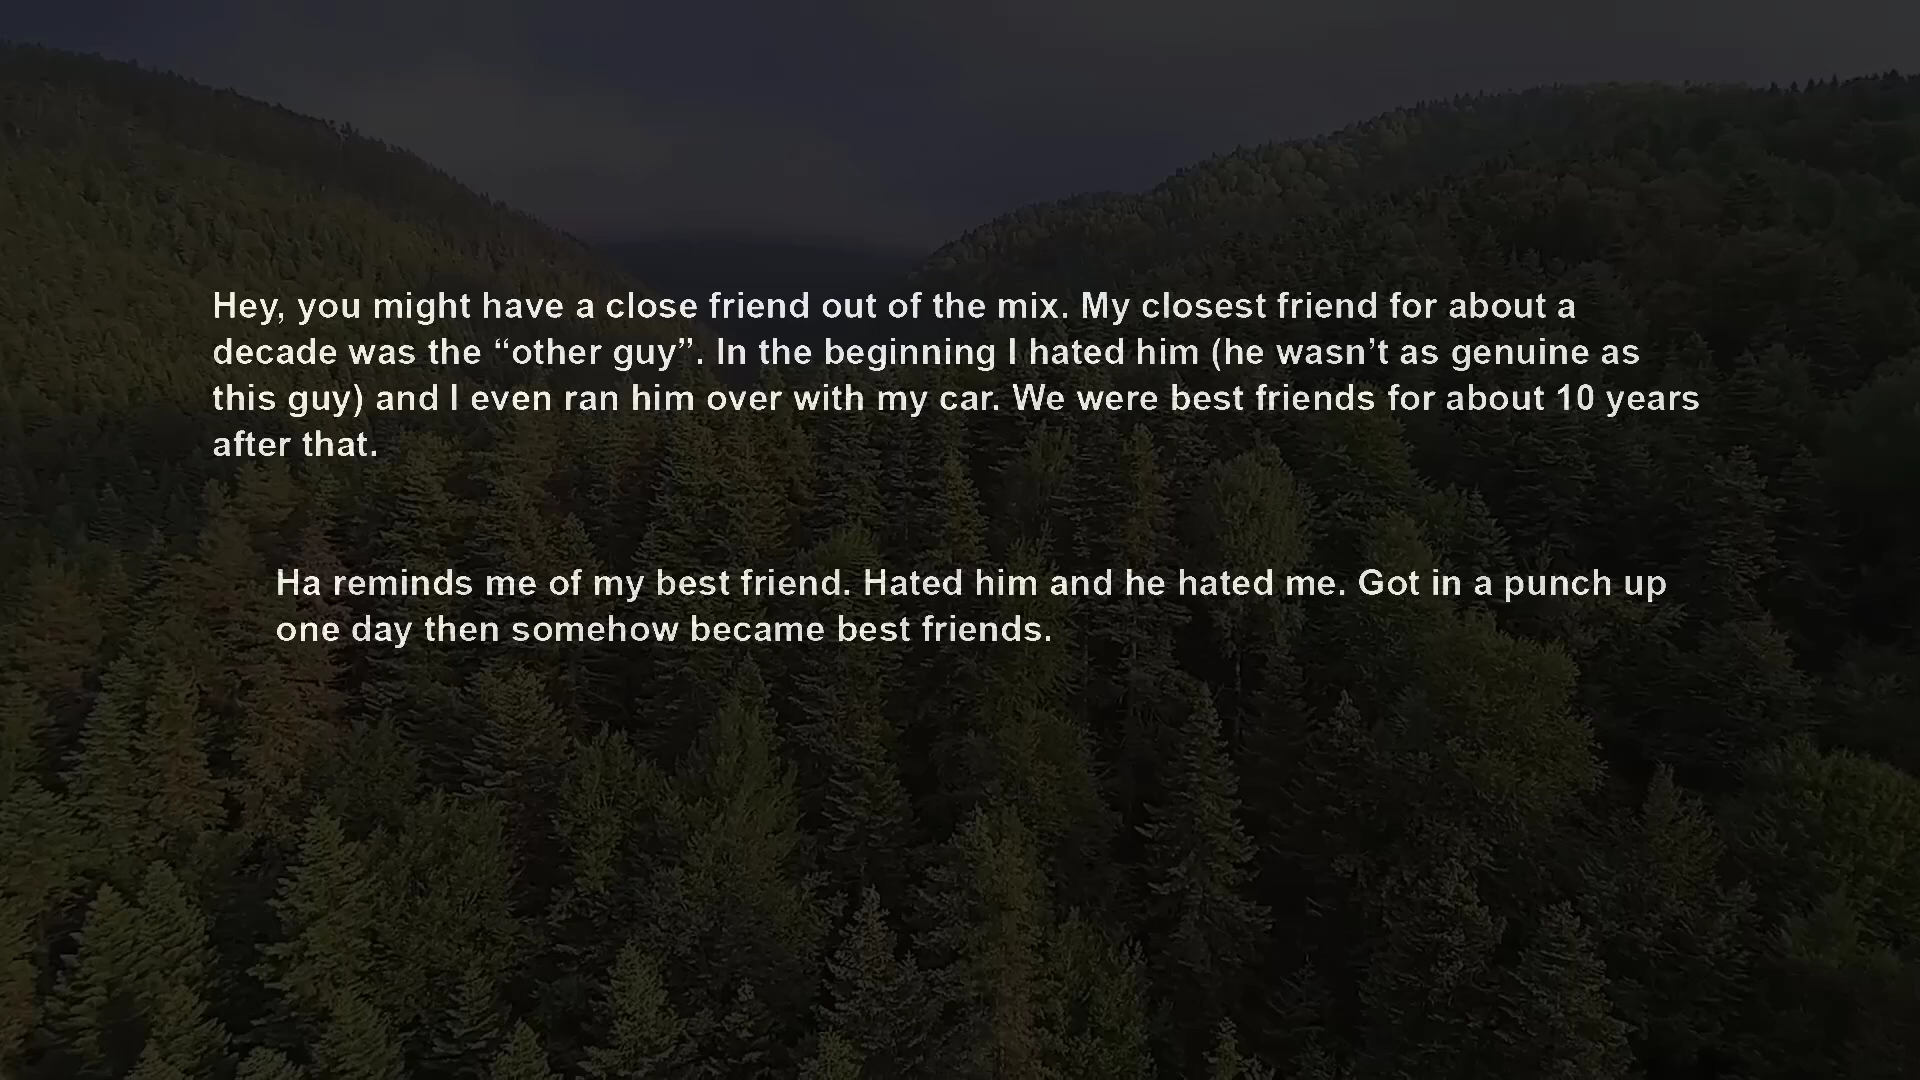 Hey, you might have a close friend out of the mix. My closest friend for about a
decade was the “other guy”. In the beginning I hated him (he wasn’t as genuine as
this guy) and I even ran him over with my car. We were best friends for about 10 years
after that.
Ha reminds me of my best friend. Hated him and he hated me. Got in a punch up
one day then somehow became best friends.